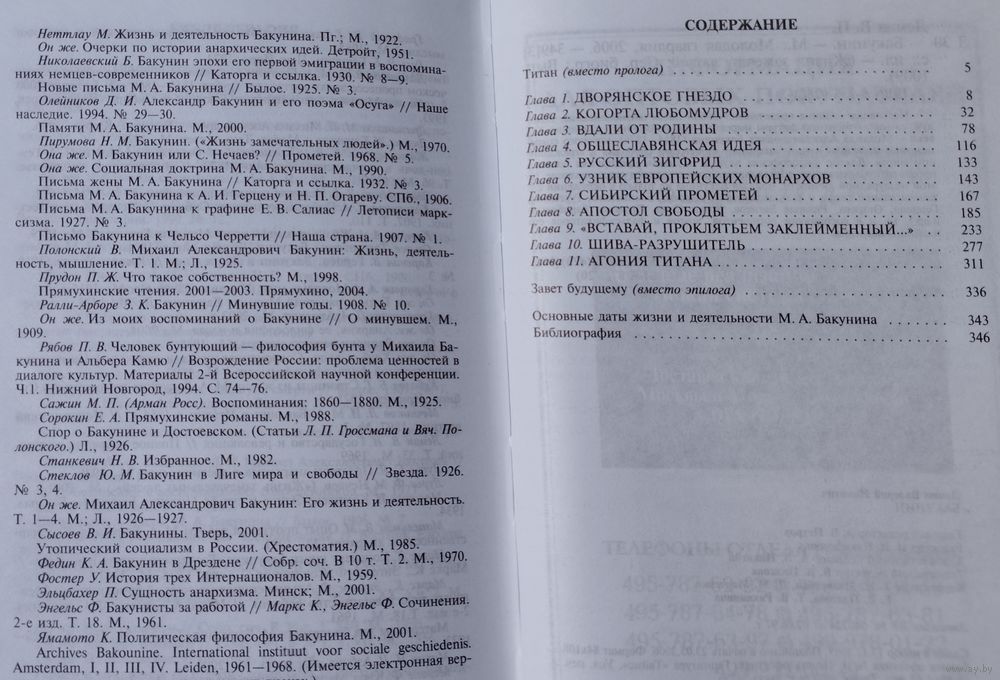 Неттлау М. Жизнь и деятельность Бакунина. Пг.; М., 1922.
Он же. Очерки по истории анархических идей. Детройт, 1951.
Николаевский Б. Бакунин эпохи его первой эмиграции в воспомина-
ниях немцев-современников // Каторга и ссылка. 1930. № 8—9.
Новые письма М. А. Бакунина // Былое. 1925. № 3.
Олейников Д. И. Александр Бакунин и его поэма «Осуга» // Наше
наследие. 1994. № 29—30.
Памяти М. А. Бакунина. М., 2000.
Пирумова Н. М. Бакунин. («Жизнь замечательных людей».) М., 1970.
Она же. М. Бакунин или С. Нечаев? // Прометей. 1968. № 5.
Она же. Социальная доктрина М. А. Бакунина. М., 1990.
Письма жены М. А. Бакунина // Каторга и ссылка. 1932. № 3.
Письма М. А. Бакунина к А. И. Герцену и Н. П. Огареву. СПб., 1906.
Письма М. А. Бакунина к графине Е. В. Салиас // Летописи марк-
сизма. 1927. № 3.
Письмо Бакунина к Чельсо Черретти // Наша страна. 1907. № 1.
Полонский В. Михаил Александрович Бакунин: Жизнь, деятель-
ность, мышление. Т. 1. М.; Л., 1925.
Прудон П. Ж. Что такое собственность? М., 1998.
Прямухинские чтения. 2001—2003. Прямухино, 2004.
Ралли-Арборе З. К. Бакунин // Минувшие годы. 1908. № 10.
Он же. Из моих воспоминаний о Бакунине // О минувшем. М.,
1909.
Рябов П. В. Человек бунтующий — философия бунта у Михаила Ба-
кунина и Альбера Камю // Возрождение России: проблема ценностей в
диалоге культур. Материалы 2-й Всероссийской научной конференции.
Ч.1. Нижний Новгород, 1994. С. 74—76.
Сажин М. П. (Арман Росс). Воспоминания: 1860—1880. М., 1925.
Сорокин Е. А. Прямухинские романы. М., 1988.
Спор о Бакунине и Достоевском. (Статьи Л. П. Гроссмана и Вяч. По-
лонского.) Л., 1926.
Станкевич Н. В. Избранное. М., 1982.
Стеклов Ю. М. Бакунин в Лиге мира и свободы // Звезда. 1926.
№ 3, 4.
Он же. Михаил Александрович Бакунин: Его жизнь и деятельность.
Т. 1—4. М.; Л., 1926—1927.
Сысоев В. И. Бакунины. Тверь, 2001.
Утопический социализм в России. (Хрестоматия.) М., 1985.
Федин К. А. Бакунин в Дрездене // Собр. соч. В 10 т. Т. 2. М., 1970.
Фостер У. История трех Интернационалов. М., 1959.
Эльцбахер П. Сущность анархизма. Минск; М., 2001.
Энгельс Ф. Бакунисты за работой // Маркс К., Энгельс Ф. Сочинения.
2-е изд. Т. 18. М., 1961.
Ямамото К. Политическая философия Бакунина. М., 2001.
Archives Bakounine. International instituut voor sociale geschiedenis.
Amsterdam, I, II, III, IV. Leiden, 1961—1968. (Имеется электронная вер-
СОДЕРЖАНИЕ
Титан (вместо пролога) . . . . . . . . . . . . . . . . . . . . 5
Глава 1. ДВОРЯНСКОЕ ГНЕЗДО . . . . . . . . . . . . . . . 8
Глава 2. КОГОРТА ЛЮБОМУДРОВ . . . . . . . . . . . . . . 32
Глава 3. ВДАЛИ ОТ РОДИНЫ . . . . . . . . . . . . . . . . 78
Глава 4. ОБЩЕСЛАВЯНСКАЯ ИДЕЯ . . . . . . . . . . . . . 116
Глава 5. РУССКИЙ ЗИГФРИД . . . . . . . . . . . . . . . . 133
Глава 6. УЗНИК ЕВРОПЕЙСКИХ МОНАРХОВ . . . . . . . . 143
Глава 7. СИБИРСКИЙ ПРОМЕТЕЙ . . . . . . . . . . . . . 167
Глава 8. АПОСТОЛ СВОБОДЫ . . . . . . . . . . . . . . . 185
Глава 9. «ВСТАВАЙ, ПРОКЛЯТЬЕМ ЗАКЛЕЙМЕННЫЙ...» . . 233
Глава 10. ШИВА-РАЗРУШИТЕЛЬ . . . . . . . . . . . . . . 277
Глава 11. АГОНИЯ ТИТАНА . . . . . . . . . . . . . . . . 311
Завет будущему (вместо эпилога) . . . . . . . . . . . . . . 336
Основные даты жизни и деятельности М. А. Бакунина . . . . . . . 343
Библиография . . . . . . . . . . . . . . . . . . . . . . 346
www.ay.by